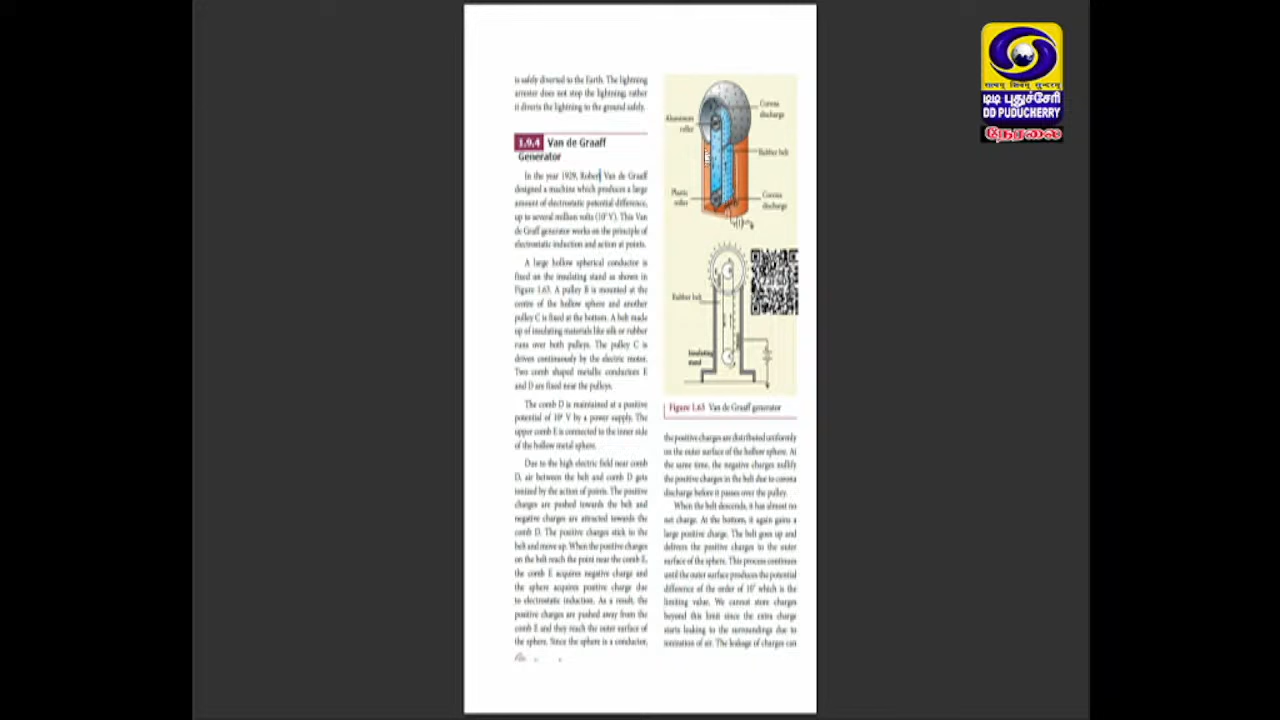 is safely diverted to the Earth. The lightning
arrester does not stop the lightning, rather
it diverts the lightning to the ground safely.
1.9.4 Van de Graaff
Generator
In the year 1929, Robert Van de Graaff
designed a machine which produces a large
amount of electrostatic potential difference,
up to several million volts (10⁷ V). This Van
de Graff generator works on the principle of
electrostatic induction and action at points.
A large hollow spherical conductor is
fixed on the insulating stand as shown in
Figure 1.63. A pulley B is mounted at the
centre of the hollow sphere and another
pulley C is fixed at the bottom. A belt made
up of insulating materials like silk or rubber
runs over both pulleys. The pulley C is
driven continuously by the electric motor.
Two comb shaped metallic conductors E
and D are fixed near the pulleys.
The comb D is maintained at a positive
potential of 10⁴ V by a power supply. The
upper comb E is connected to the inner side
of the hollow metal sphere.
Due to the high electric field near comb
D, air between the belt and comb D gets
ionized by the action of points. The positive
charges are pushed towards the belt and
negative charges are attracted towards the
comb D. The positive charges stick to the
belt and move up. When the positive charges
on the belt reach the point near the comb E,
the comb E acquires negative charge and
the sphere acquires positive charge due
to electrostatic induction. As a result, the
positive charges are pushed away from the
comb E and they reach the outer surface of
the sphere. Since the sphere is a conductor,
Corona
discharge
Aluminum
roller
Rubber belt
Plastic
roller
Corona
discharge
Rubber belt
Insulating
stand
Figure 1.63 Van de Graaff generator
the positive charges are distributed uniformly
on the outer surface of the hollow sphere. At
the same time, the negative charges nullify
the positive charges in the belt due to corona
discharge before it passes over the pulley.
When the belt descends, it has almost no
net charge. At the bottom, it again gains a
large positive charge. The belt goes up and
delivers the positive charges to the outer
surface of the sphere. This process continues
until the outer surface produces the potential
difference of the order of 10⁷ which is the
limiting value. We cannot store charges
beyond this limit since the extra charge
starts leaking to the surroundings due to
ionization of air. The leakage of charges can
சத்யம் சிவம் சுந்தரம்
டிடி புதுச்சேரி
DD PUDUCHERRY
நேரலை